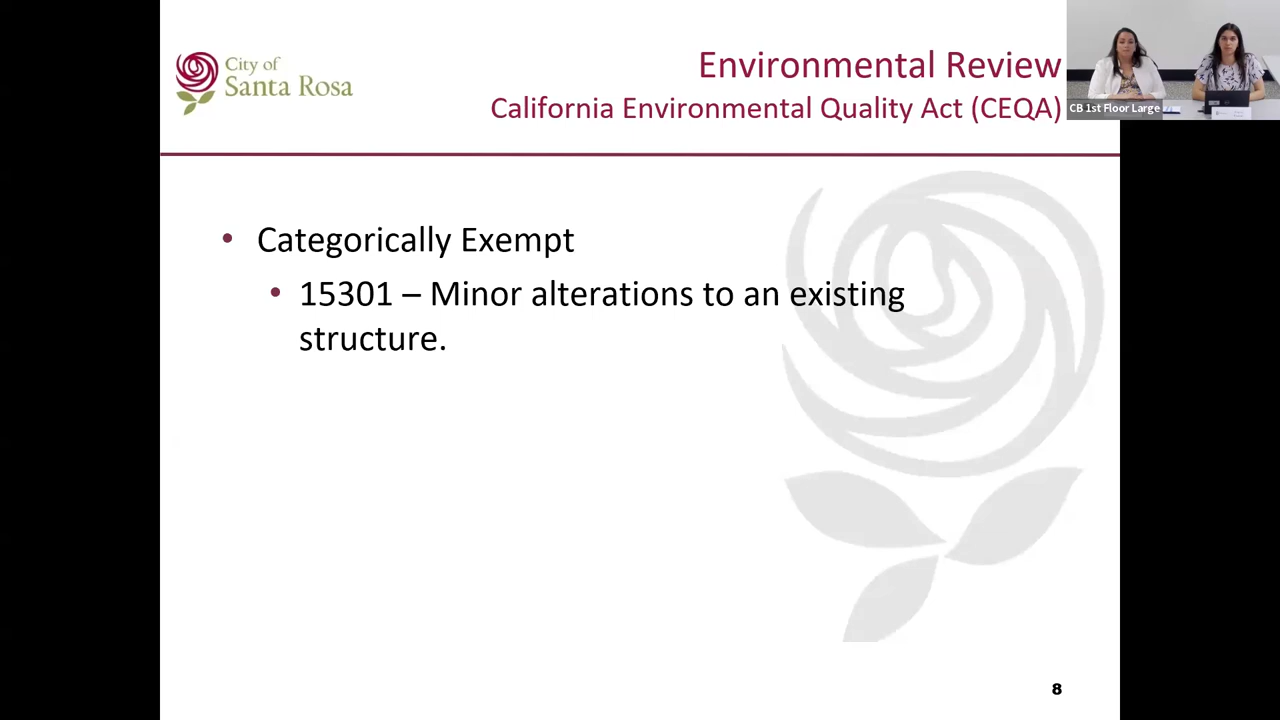 City of
Santa Rosa
Environmental Review
California Environmental Quality Act (CEQA)
CB 1st Floor Large
• Categorically Exempt
• 15301 – Minor alterations to an existing
structure.
8